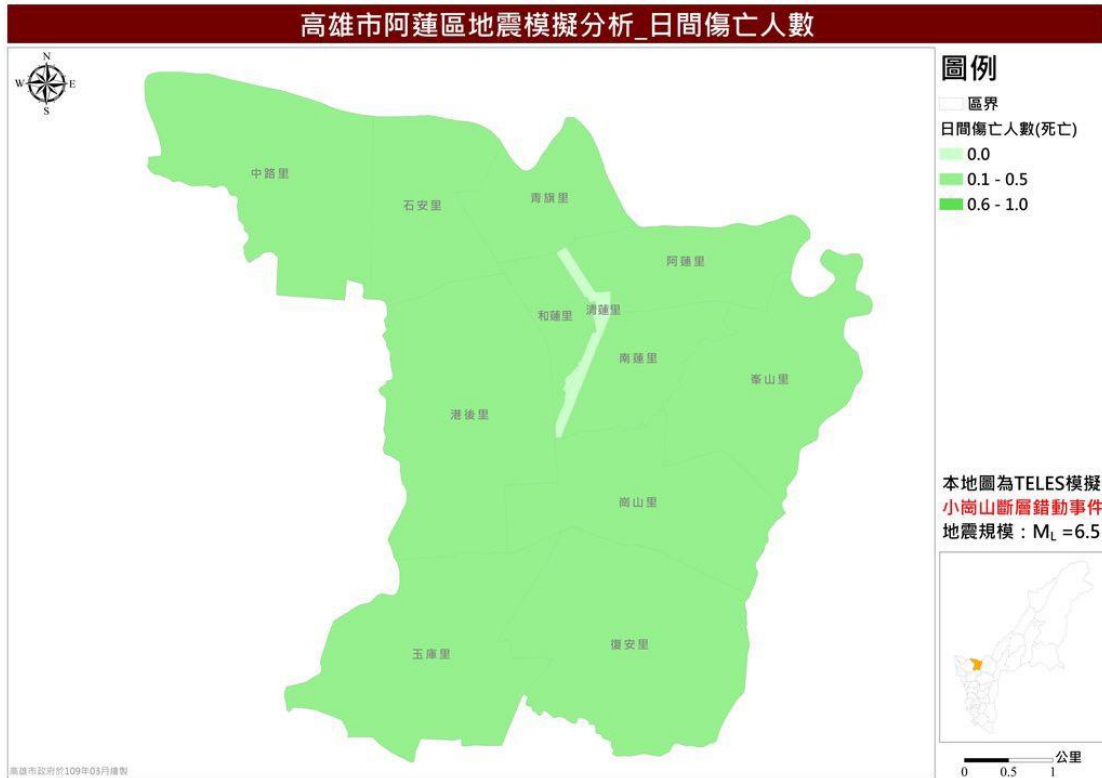 高雄市阿蓮區地震模擬分析_日間傷亡人數
N
W E
S
圖例
區界
日間傷亡人數(死亡)
0.0
0.1 - 0.5
0.6 - 1.0
中路里
石安里
青旗里
阿蓮里
和蓮里
清蓮里
南蓮里
峯山里
港後里
崗山里
玉庫里
復安里
本地圖為TELES模擬
小崗山斷層錯動事件
地震規模：ML =6.5
公里
0 0.5 1
高雄市政府於109年03月繪製